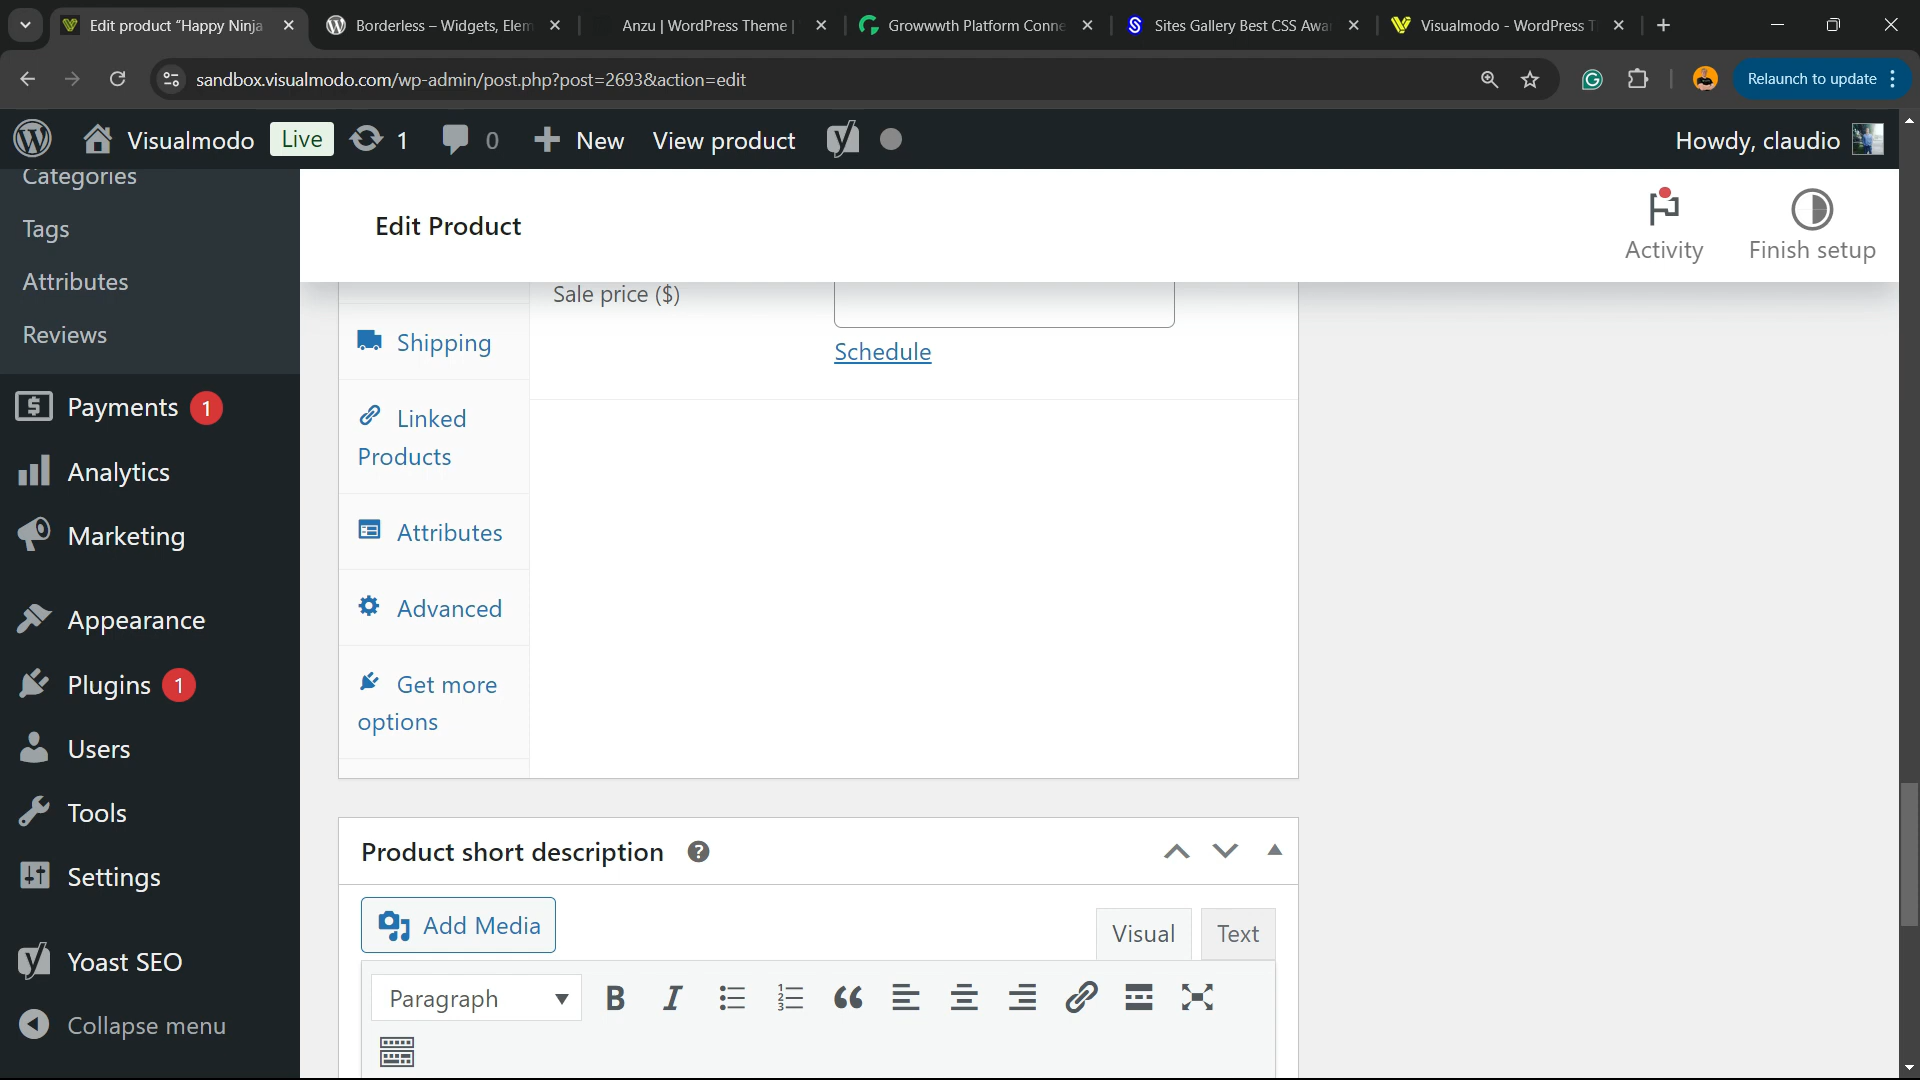 Edit product “Happy Ninja
Borderless – Widgets, Elem
Anzu | WordPress Theme |
Growwwth Platform Conne
Sites Gallery Best CSS Awa
Visualmodo - WordPress T
sandbox.visualmodo.com/wp-admin/post.php?post=2693&action=edit
Relaunch to update
Visualmodo
Live
1
0
New
View product
Howdy, claudio
Categories
Tags
Attributes
Reviews
Payments 1
Analytics
Marketing
Appearance
Plugins 1
Users
Tools
Settings
Yoast SEO
Collapse menu
Edit Product
Activity
Finish setup
Sale price ($)
Schedule
Shipping
Linked
Products
Attributes
Advanced
Get more
options
Product short description
Add Media
Visual
Text
Paragraph